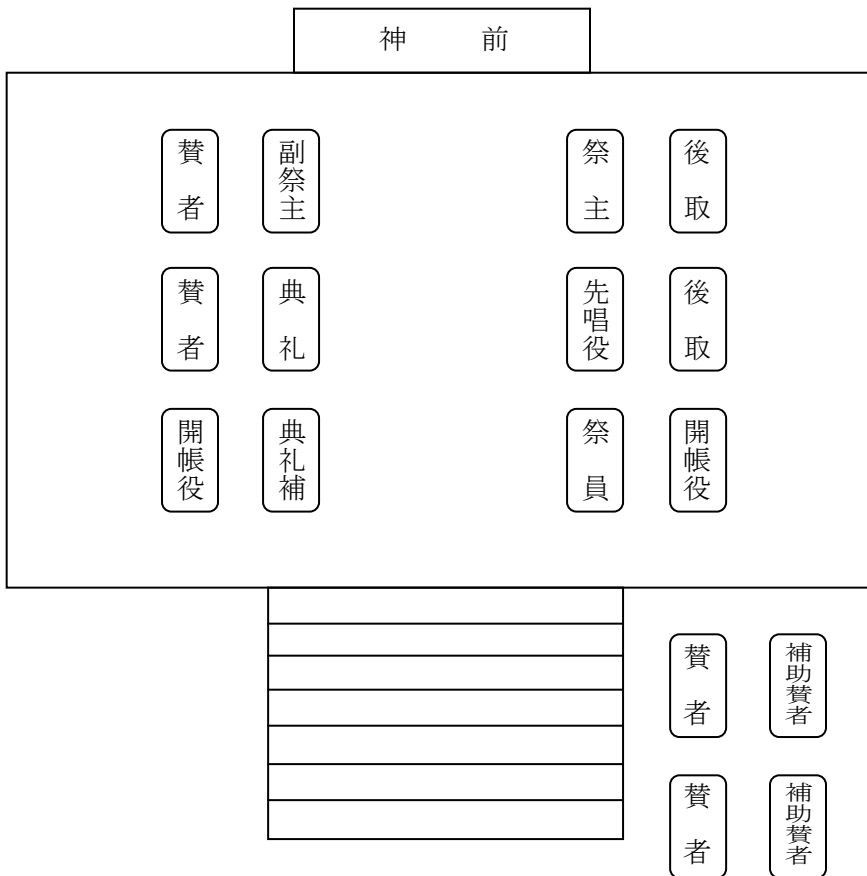 神 前
賛者 副祭主 祭主 後取
賛者 典礼 先唱役 後取
開帳役 典礼補 祭員 開帳役
賛者 補助賛者
賛者 補助賛者